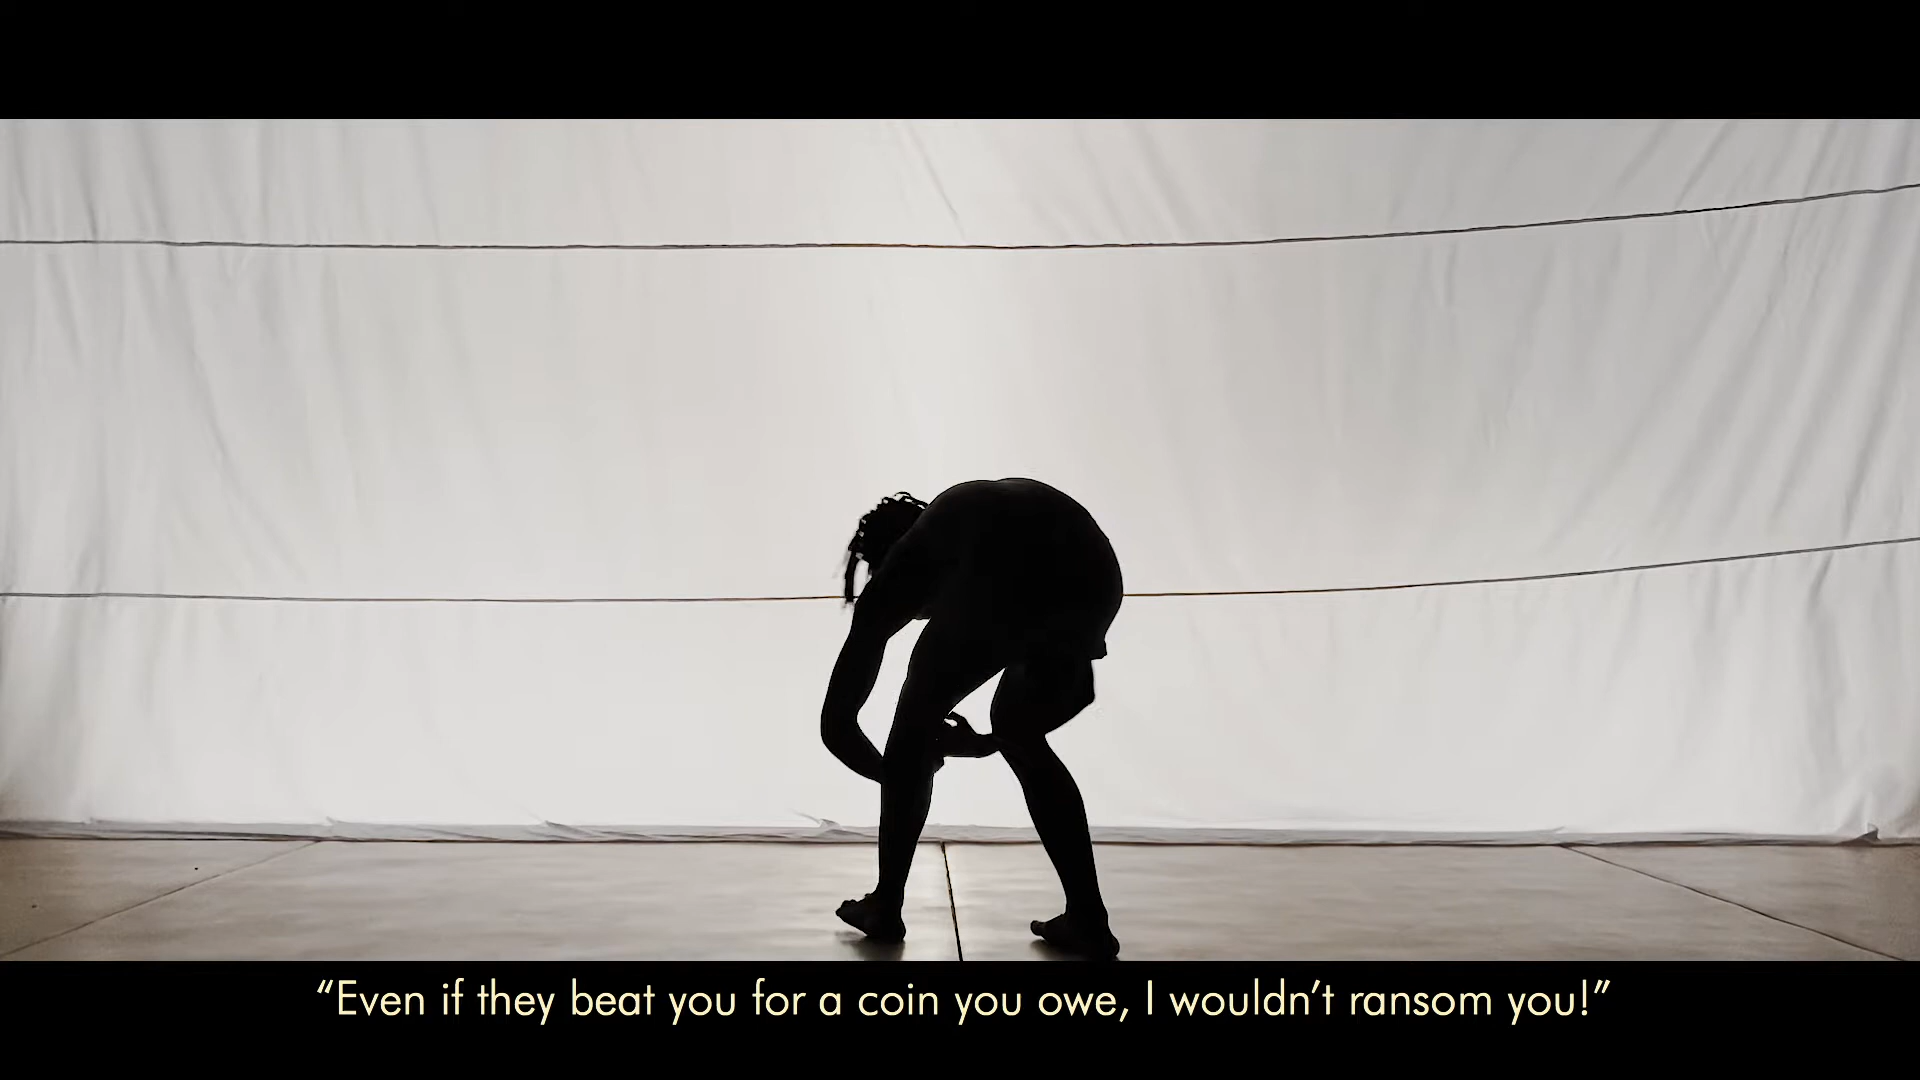 “Even if they beat you for a coin you owe, I wouldn’t ransom you!”